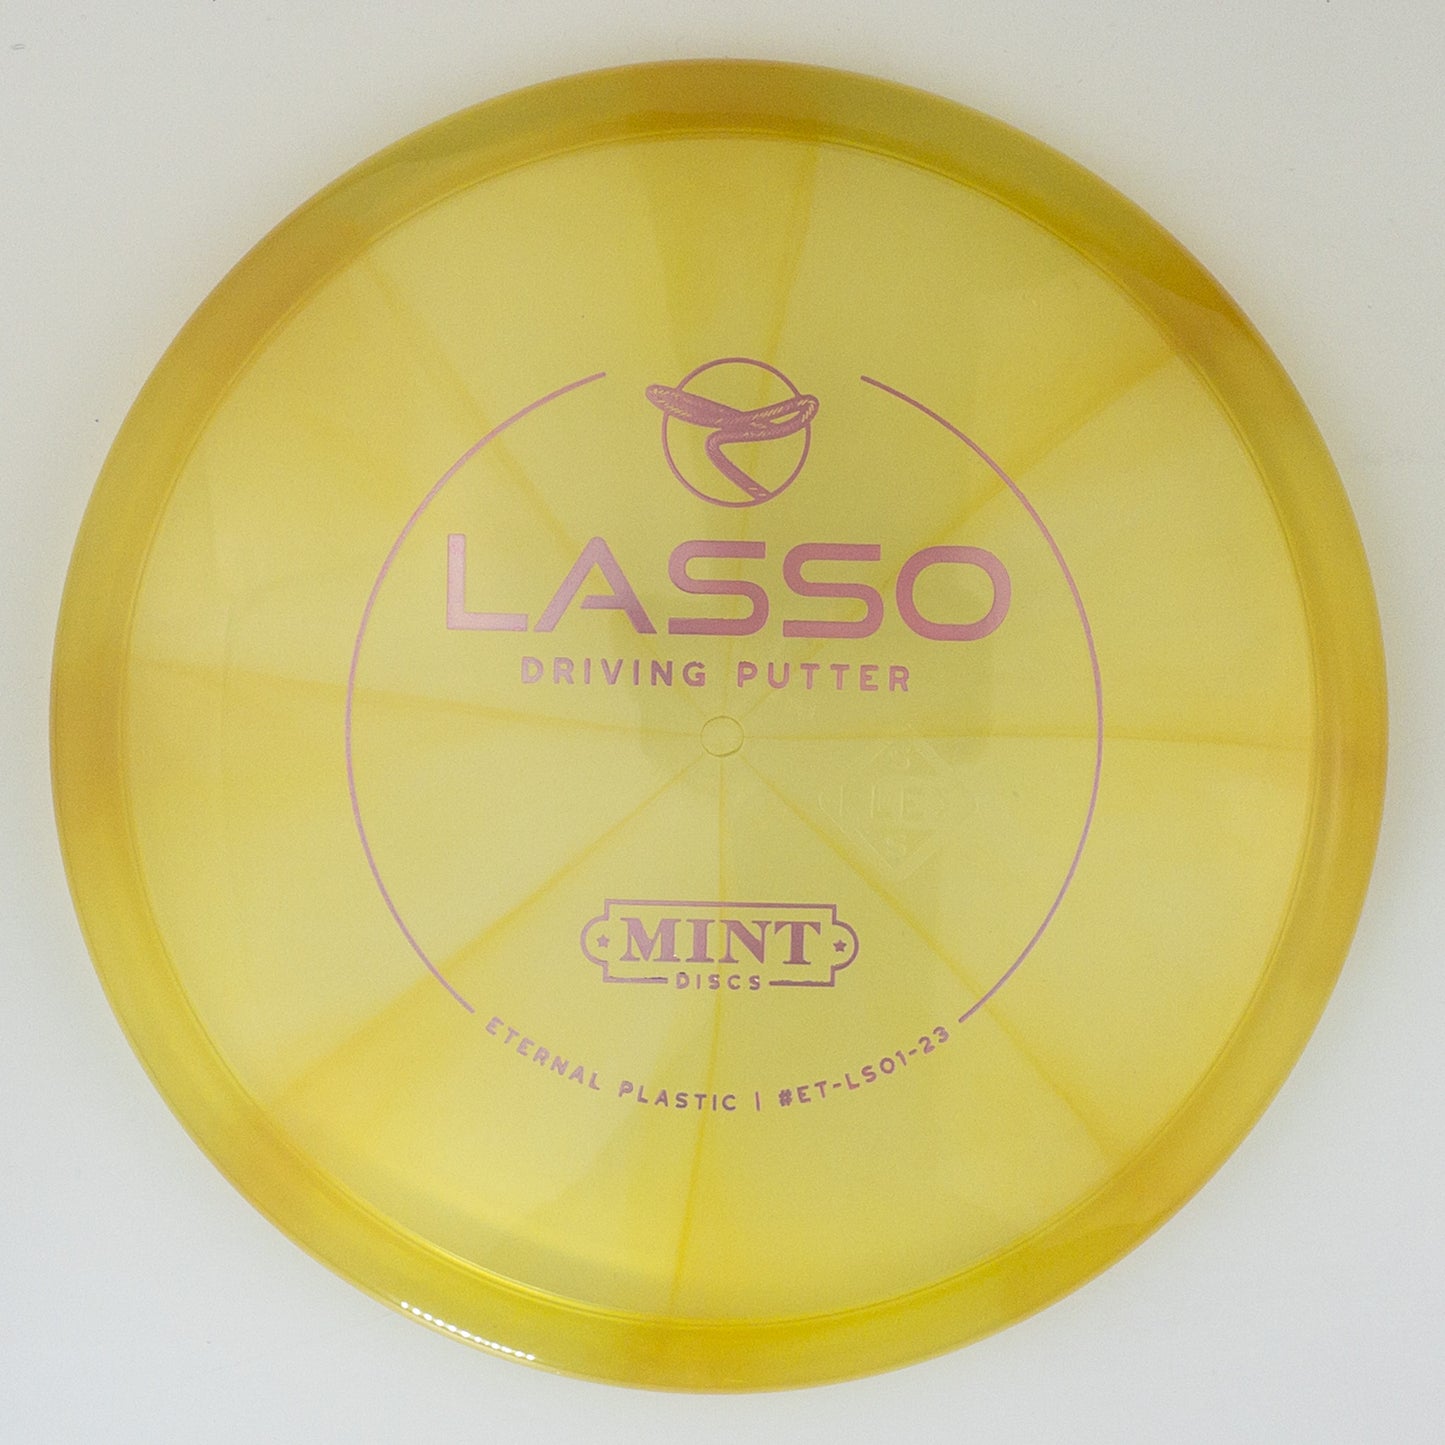 LASSO
DRIVING PUTTER
MINT
DISCS
ETERNAL PLASTIC | #ET-LS01-23